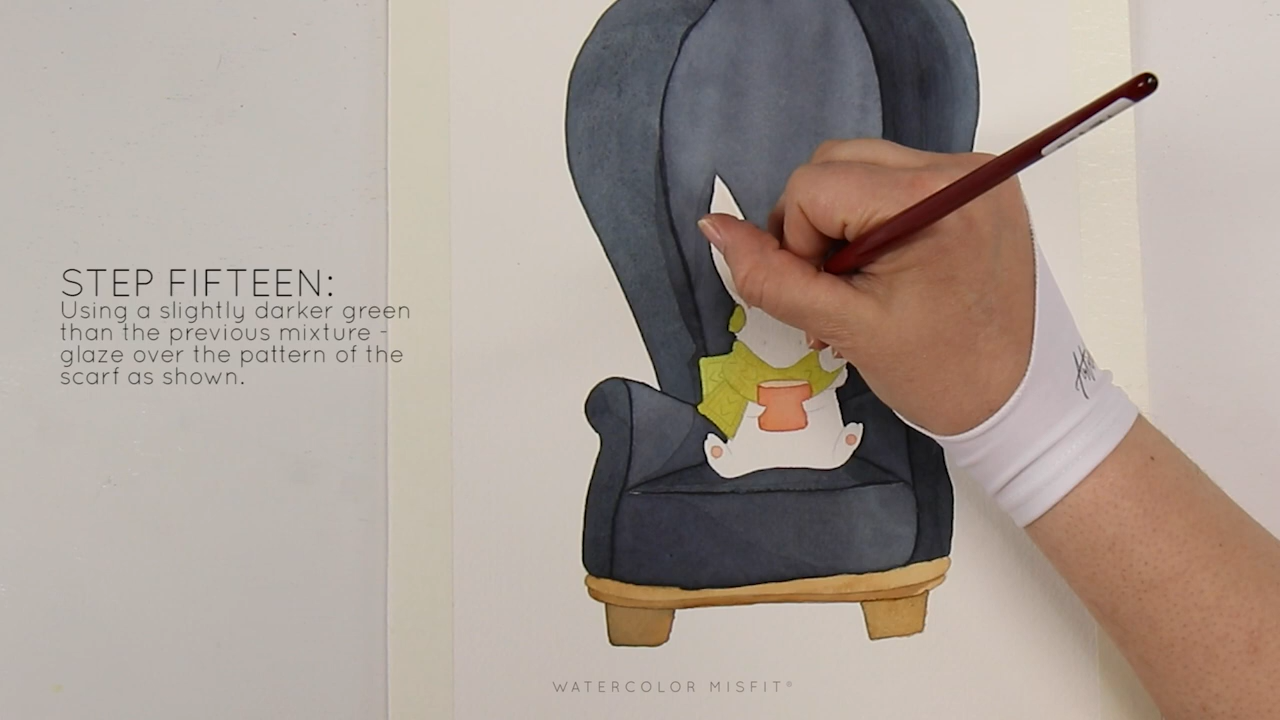 STEP FIFTEEN:
Using a slightly darker green
than the previous mixture -
glaze over the pattern of the
scarf as shown.
WATERCOLOR MISFIT®